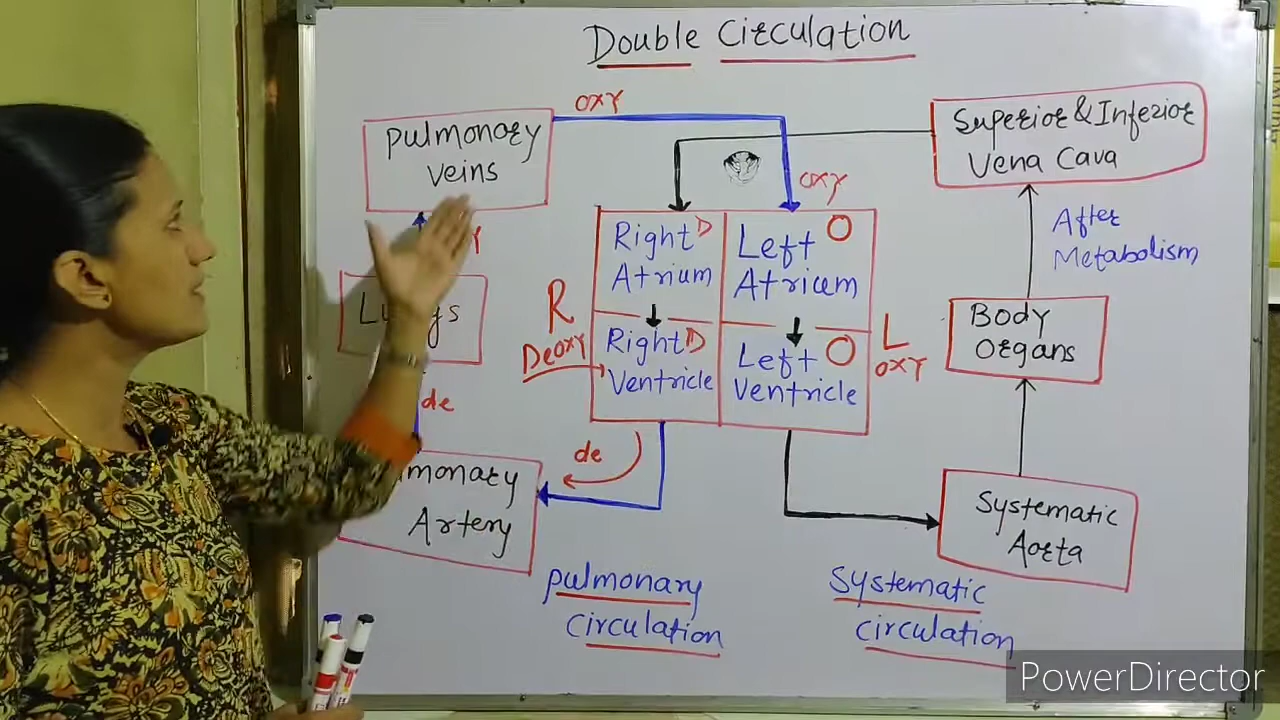 Double Circulation
oxy
Pulmonary
veins
Superior & Inferior
Vena Cava
oxy
After
Metabolism
Right D
Atrium
Left O
Atrium
R
Deoxy
Right D
Ventricle
Left O
Ventricle
L
oxy
Body
Organs
de
de
Artery
Systematic
Aorta
pulmonary
circulation
Systematic
circulation
PowerDirector